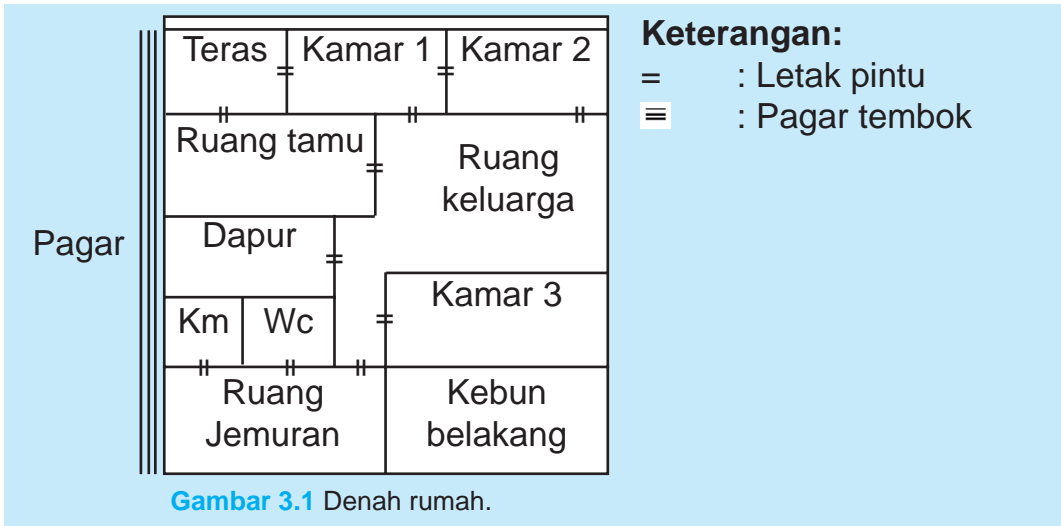 Teras Kamar 1 Kamar 2
Ruang tamu
Ruang
keluarga
Pagar
Dapur
Kamar 3
Km Wc
Ruang
Jemuran
Kebun
belakang
Keterangan:
= : Letak pintu
≡ : Pagar tembok
Gambar 3.1 Denah rumah.